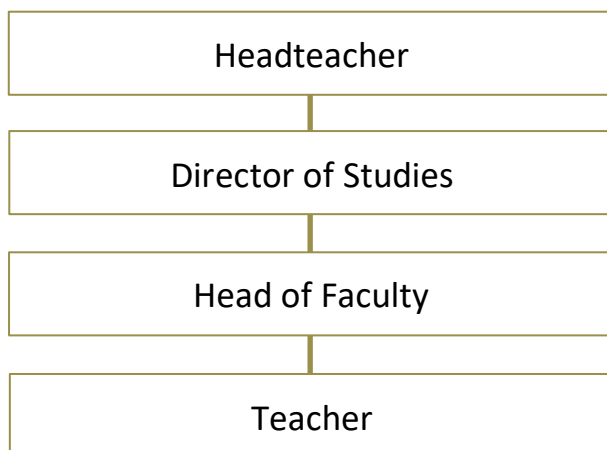 Headteacher
Director of Studies
Head of Faculty
Teacher